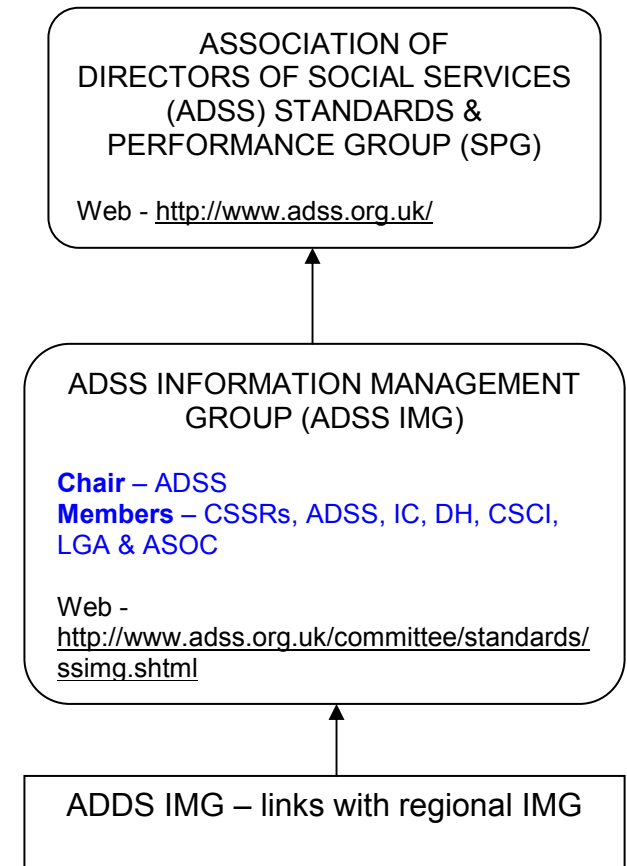 ASSOCIATION OF
DIRECTORS OF SOCIAL SERVICES
(ADSS) STANDARDS &
PERFORMANCE GROUP (SPG)
Web - http://www.adss.org.uk/
ADSS INFORMATION MANAGEMENT
GROUP (ADSS IMG)
Chair – ADSS
Members – CSSRs, ADSS, IC, DH, CSCI,
LGA & ASOC
Web -
http://www.adss.org.uk/committee/standards/
ssimg.shtml
ADDS IMG – links with regional IMG